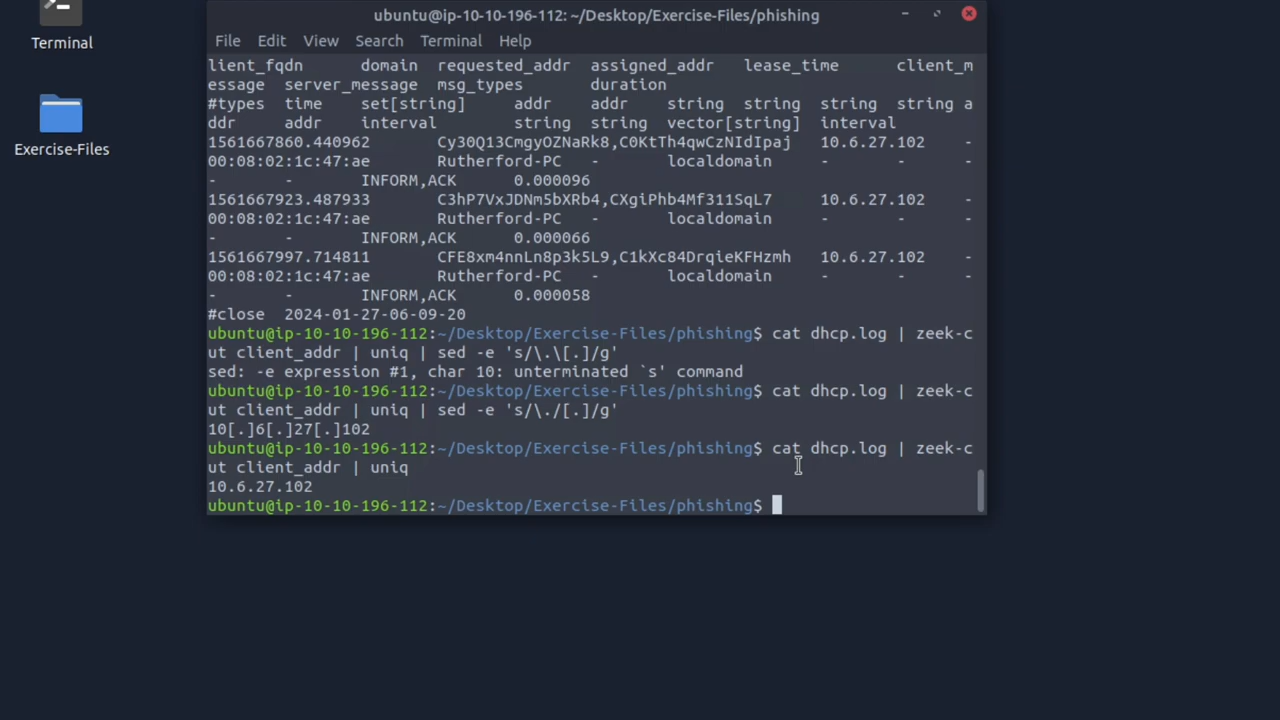 Terminal
Exercise-Files
ubuntu@ip-10-10-196-112: ~/Desktop/Exercise-Files/phishing
File Edit View Search Terminal Help
lient_fqdn domain requested_addr assigned_addr lease_time client_m
essage server_message msg_types duration
#types time set[string] addr addr string string string string a
ddr addr interval string string vector[string] interval
1561667860.440962 Cy30Q13CmgyOZNaRk8,C0KtTh4qwCzNIdIpaj 10.6.27.102 -
00:08:02:1c:47:ae Rutherford-PC - localdomain - -
- - INFORM,ACK 0.000096
1561667923.487933 C3hP7VxJDNm5bXRb4,CXgiPhb4Mf311SqL7 10.6.27.102 -
00:08:02:1c:47:ae Rutherford-PC - localdomain - -
- - INFORM,ACK 0.000066
1561667997.714811 CFE8xm4nnLn8p3k5L9,C1kXc84DrqieKFHzmh 10.6.27.102 -
00:08:02:1c:47:ae Rutherford-PC - localdomain - -
- - INFORM,ACK 0.000058
#close 2024-01-27-06-09-20
ubuntu@ip-10-10-196-112:~/Desktop/Exercise-Files/phishing$ cat dhcp.log | zeek-c
ut client_addr | uniq | sed -e 's/\.\[.]/g'
sed: -e expression #1, char 10: unterminated `s' command
ubuntu@ip-10-10-196-112:~/Desktop/Exercise-Files/phishing$ cat dhcp.log | zeek-c
ut client_addr | uniq | sed -e 's/\./[.]/g'
10[.]6[.]27[.]102
ubuntu@ip-10-10-196-112:~/Desktop/Exercise-Files/phishing$ cat dhcp.log | zeek-c
ut client_addr | uniq
10.6.27.102
ubuntu@ip-10-10-196-112:~/Desktop/Exercise-Files/phishing$